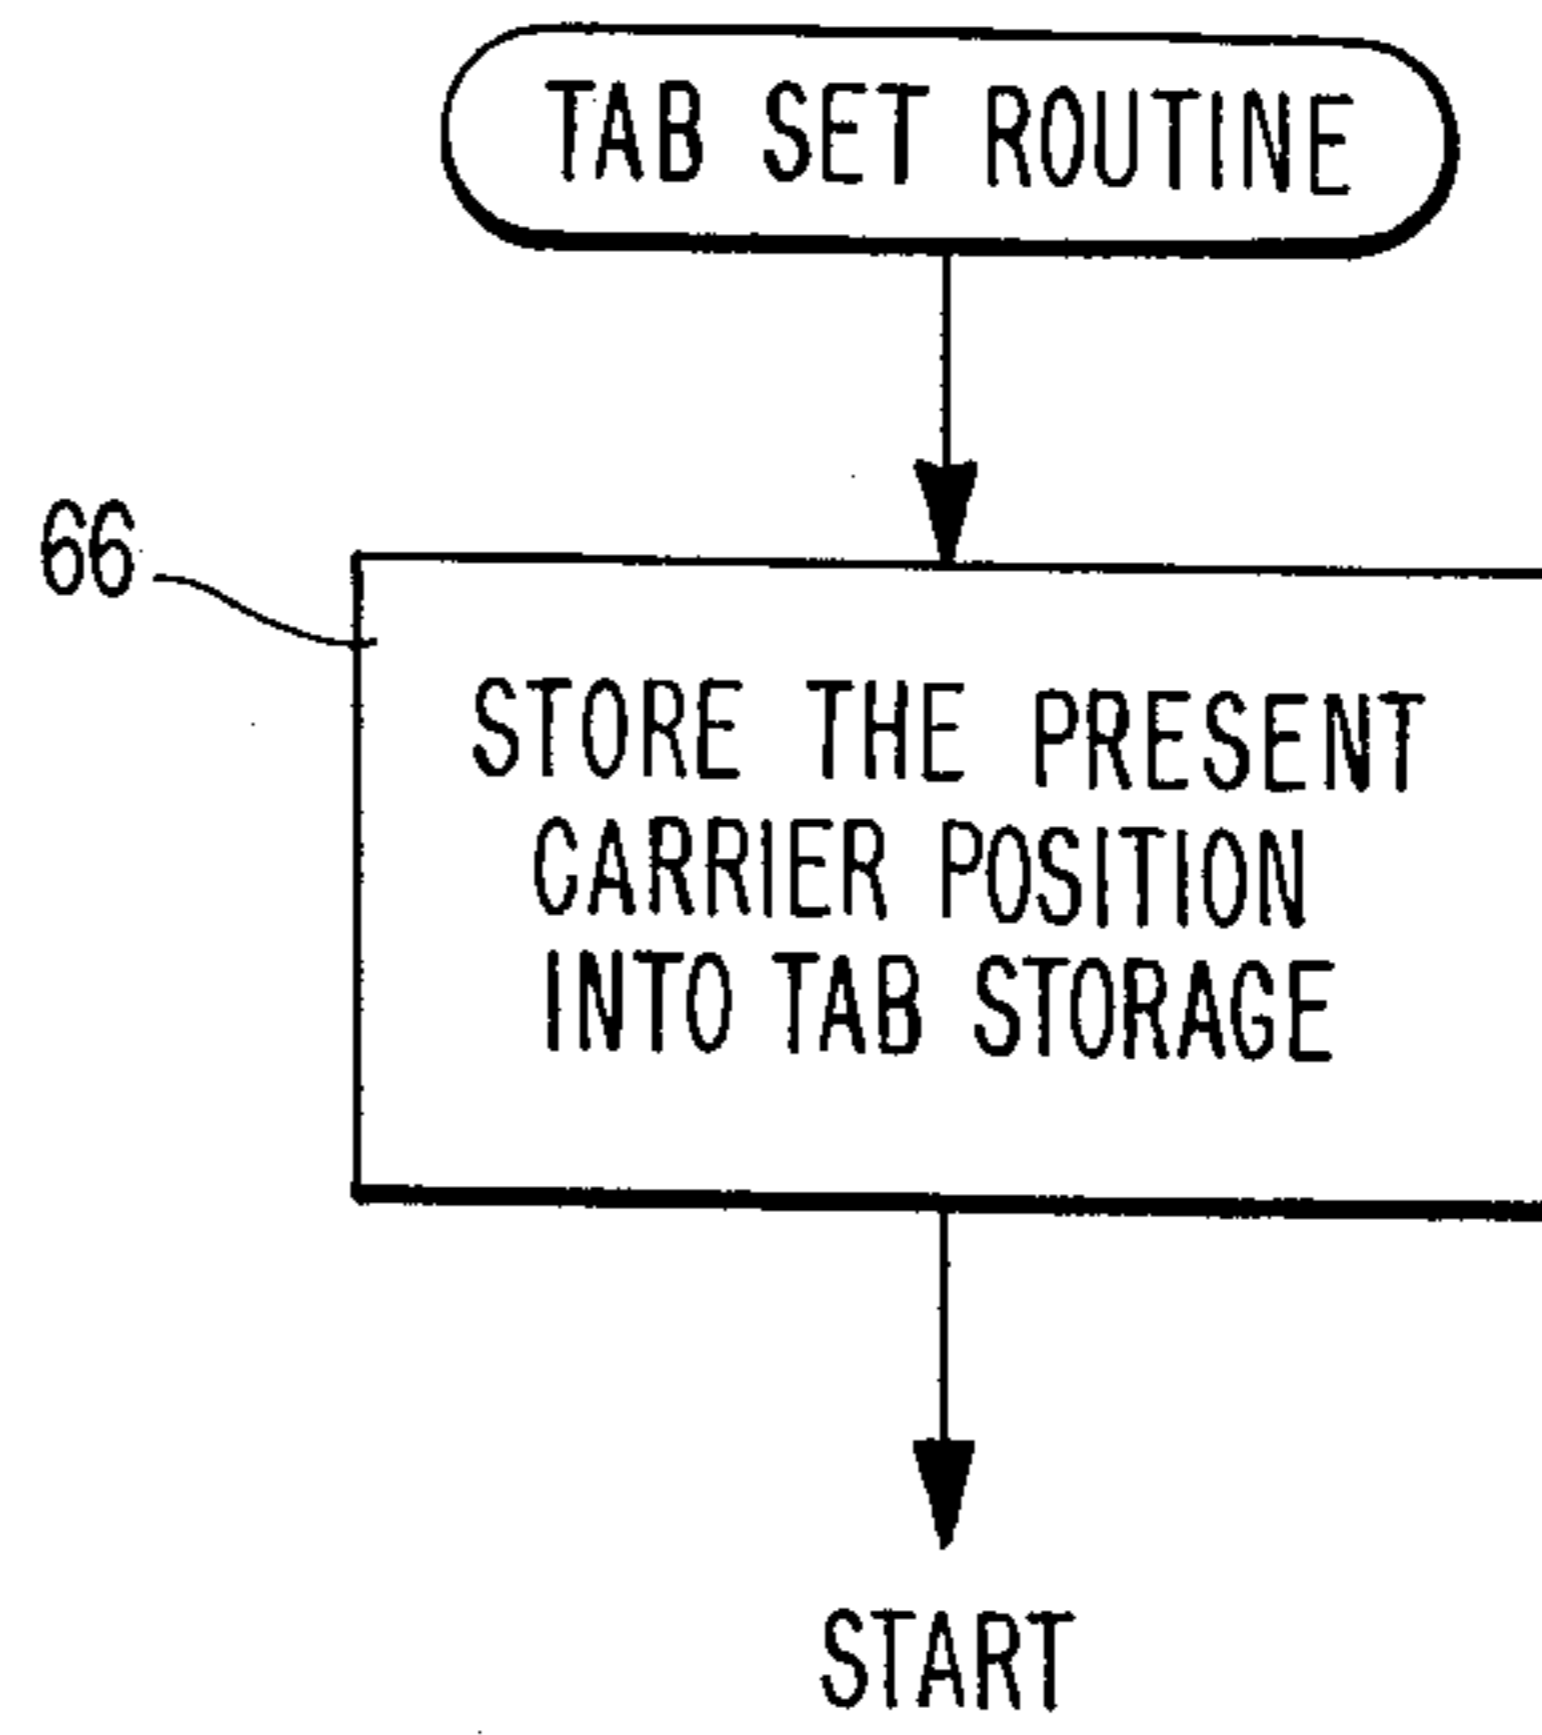 TAB SET ROUTINE
66
STORE THE PRESENT
CARRIER POSITION
INTO TAB STORAGE
START